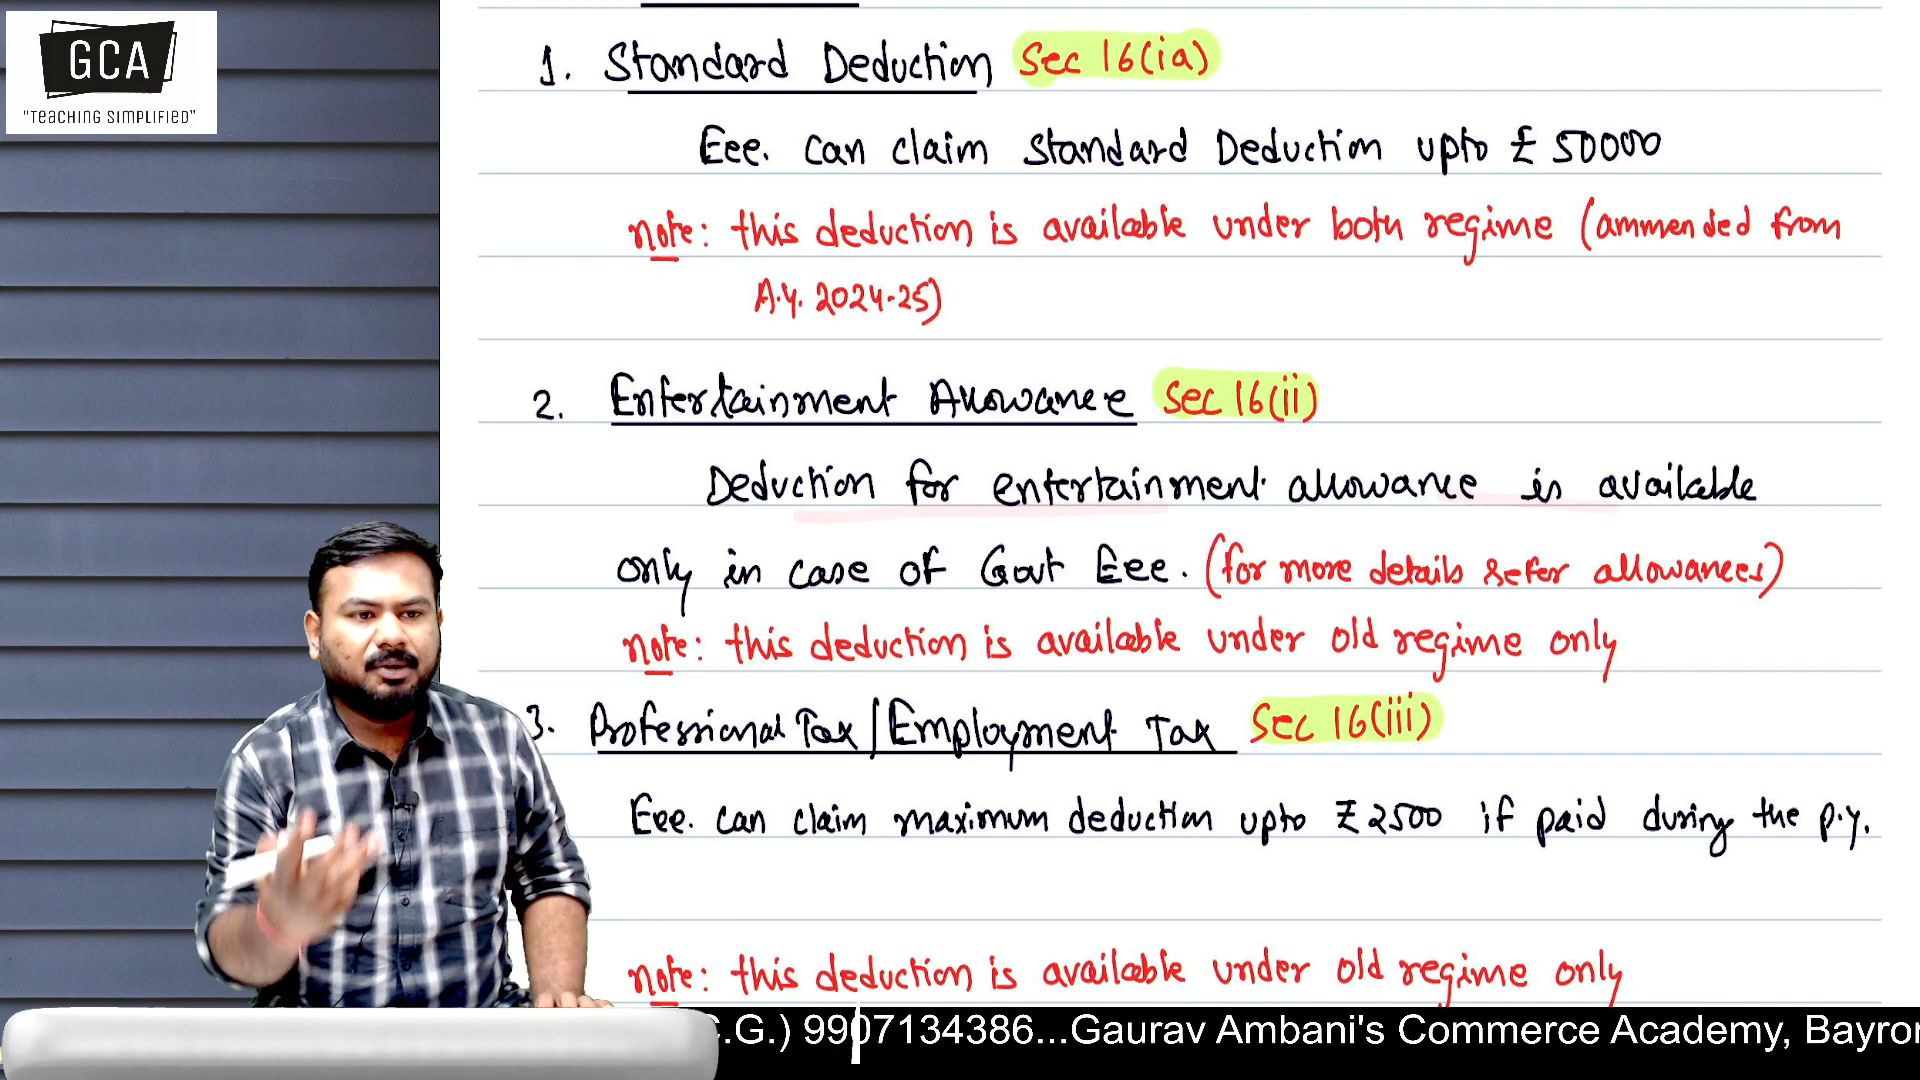 GCA
"TEACHING SIMPLIFIED"
1. Standard Deduction Sec 16(ia)
Eee. can claim Standard Deduction upto ₹ 50000
note: this deduction is available under both regime (ammended from
A.Y. 2024-25)
2. Entertainment Allowance Sec 16(ii)
Deduction for entertainment allowance is available
only in case of Govt Eee. (for more details refer allowances)
note: this deduction is available under old regime only
3. Professional Tax/Employment Tax Sec 16(iii)
Eee. can claim maximum deduction upto ₹ 2500 if paid during the p.y.
note: this deduction is available under old regime only
C.G.) 9907134386...Gaurav Ambani's Commerce Academy, Bayron